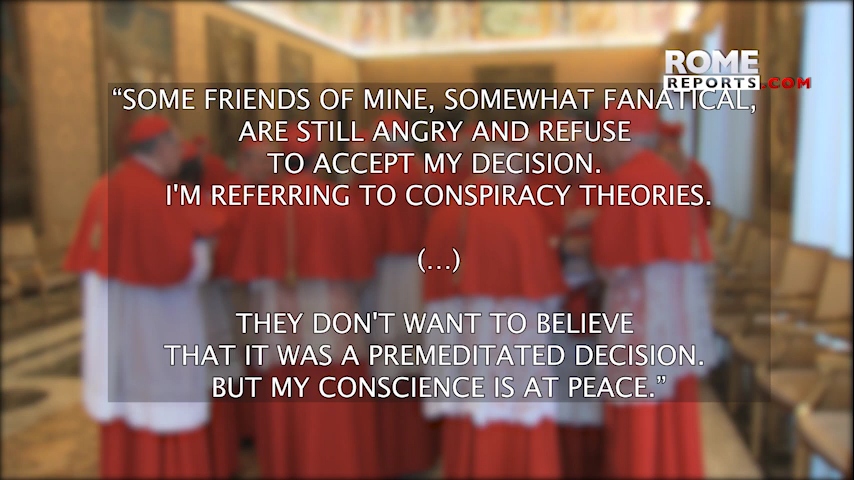 ROME
REPORTS.COM
“SOME FRIENDS OF MINE, SOMEWHAT FANATICAL,
ARE STILL ANGRY AND REFUSE
TO ACCEPT MY DECISION.
I'M REFERRING TO CONSPIRACY THEORIES.
(...)
THEY DON'T WANT TO BELIEVE
THAT IT WAS A PREMEDITATED DECISION.
BUT MY CONSCIENCE IS AT PEACE.”